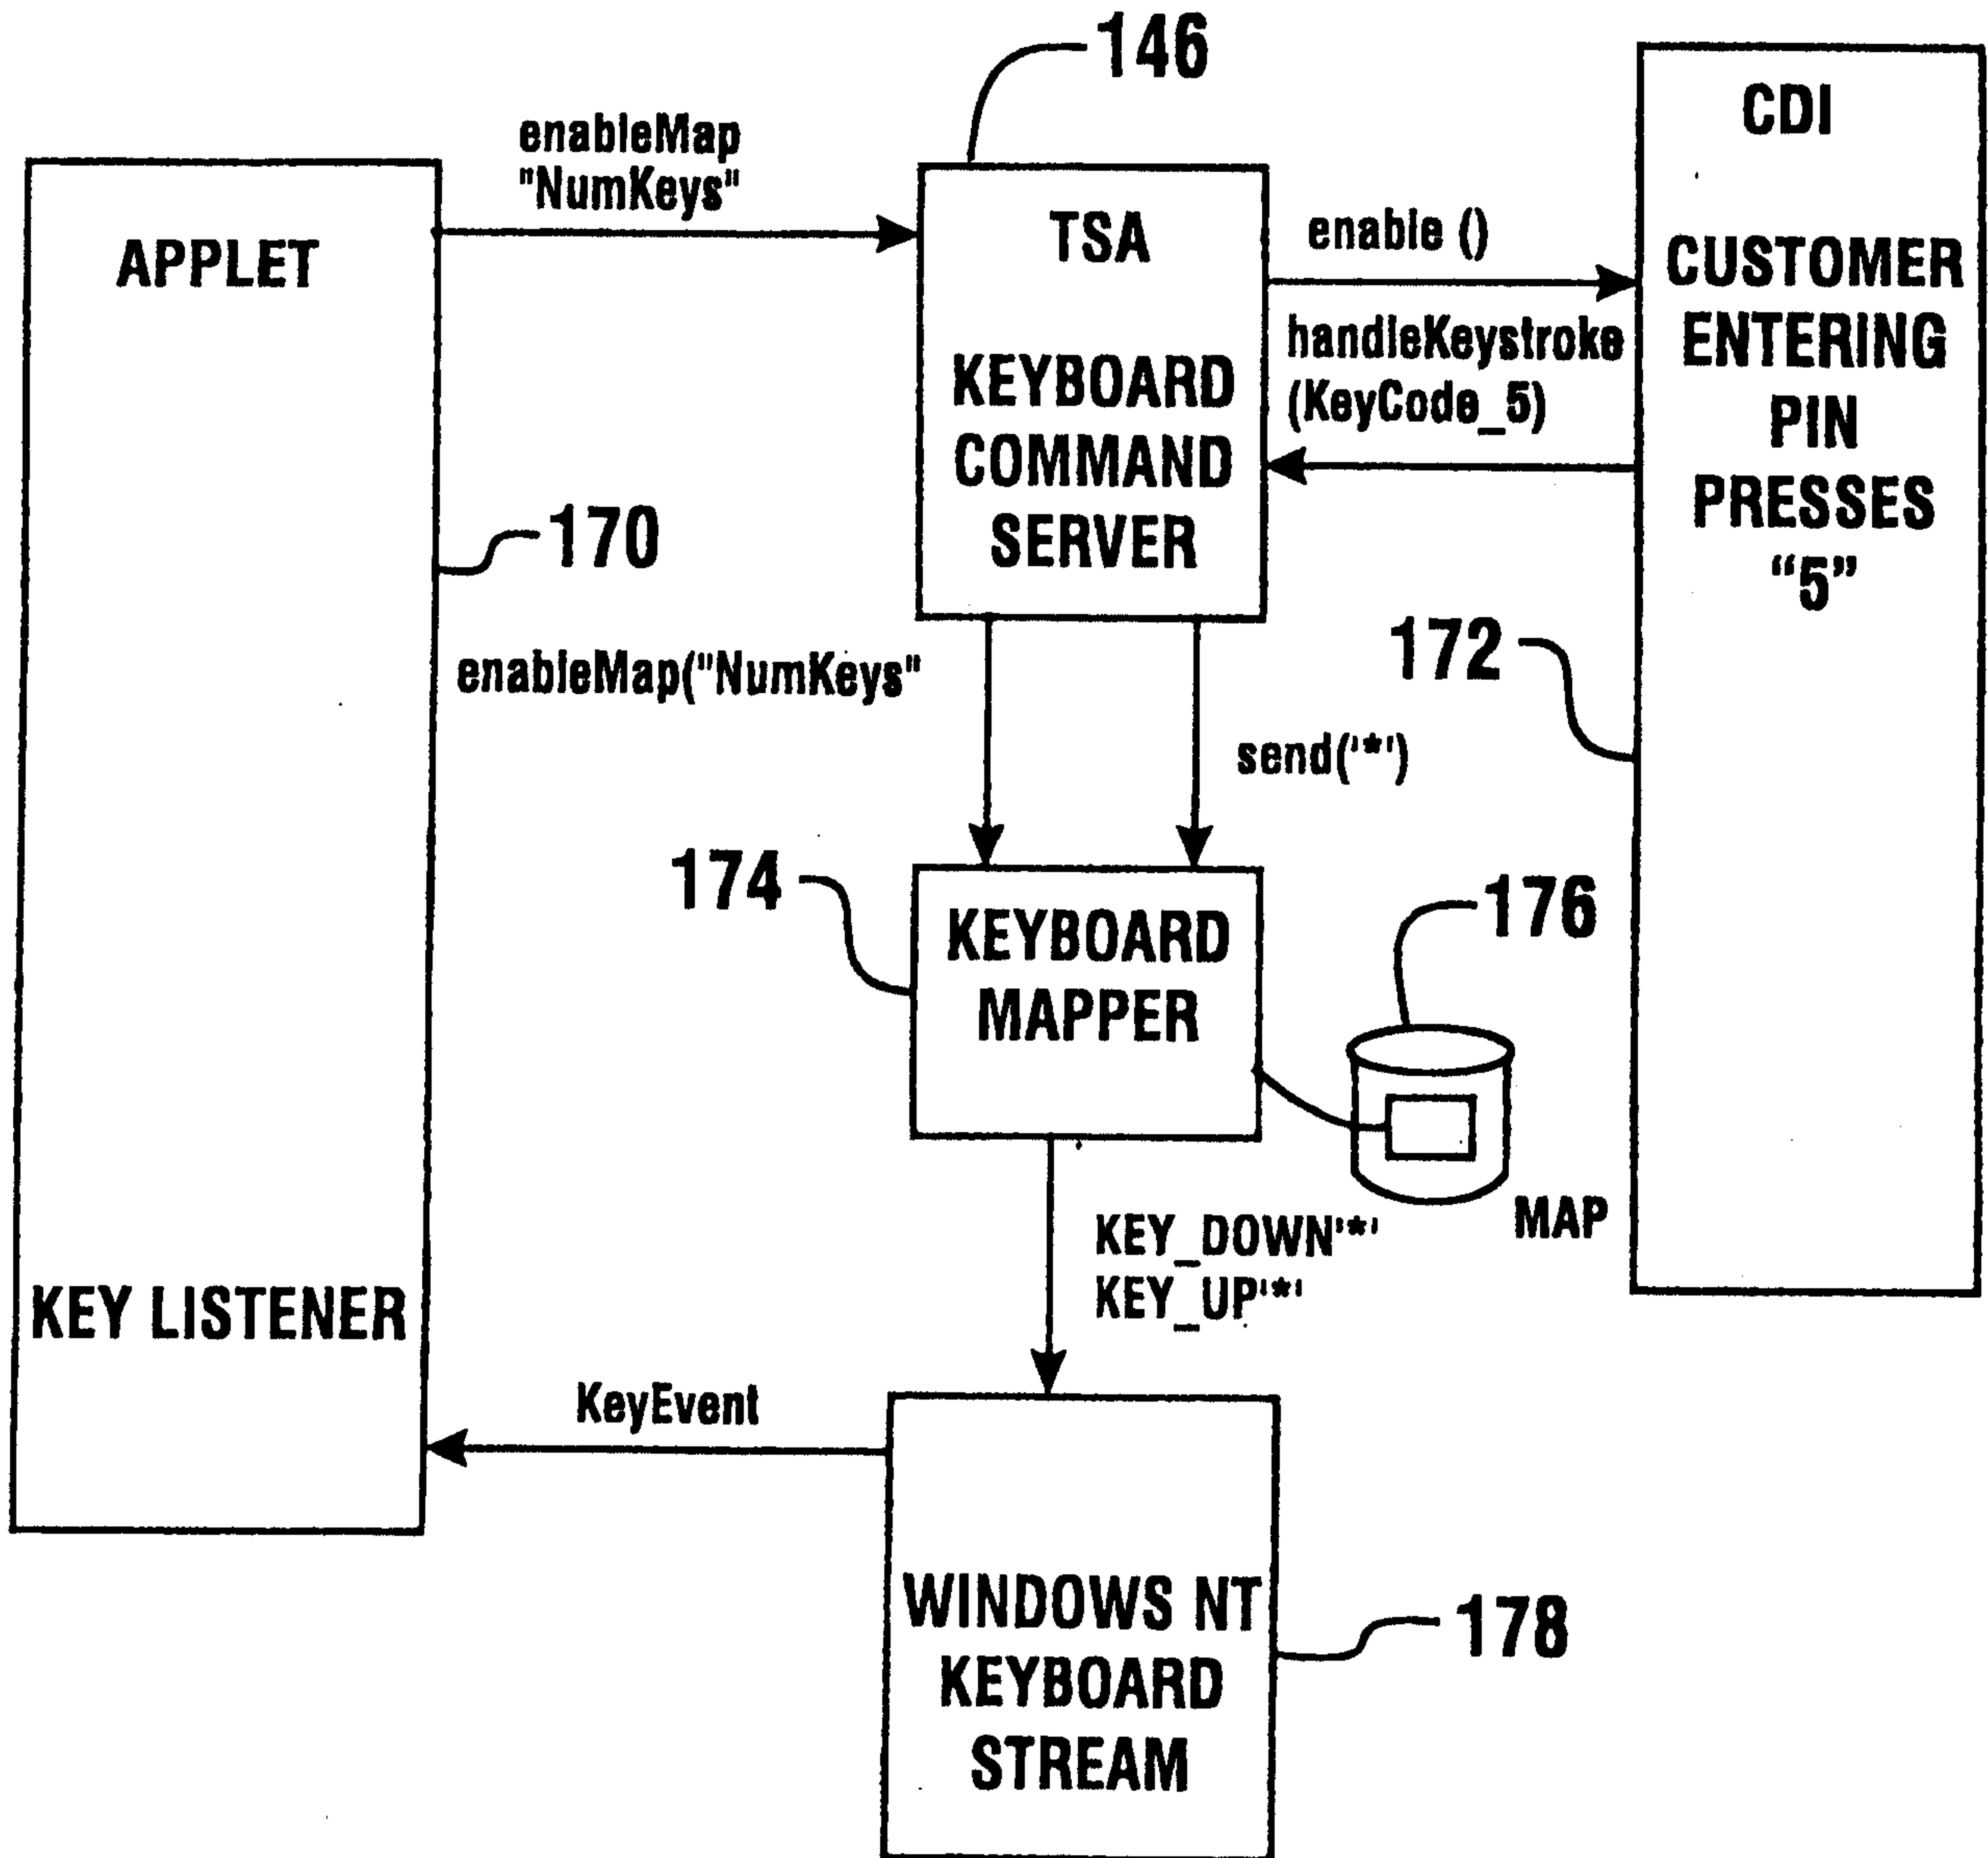 146
CDI
enableMap
"NumKeys"
APPLET
TSA
enable ()
CUSTOMER
ENTERING
PIN
PRESSES
“5”
handleKeystroke
(KeyCode_5)
KEYBOARD
COMMAND
SERVER
170
172
enableMap("NumKeys"
send('*')
174
KEYBOARD
MAPPER
176
MAP
KEY_DOWN'*'
KEY_UP'*'
KEY LISTENER
KeyEvent
WINDOWS NT
KEYBOARD
STREAM
178